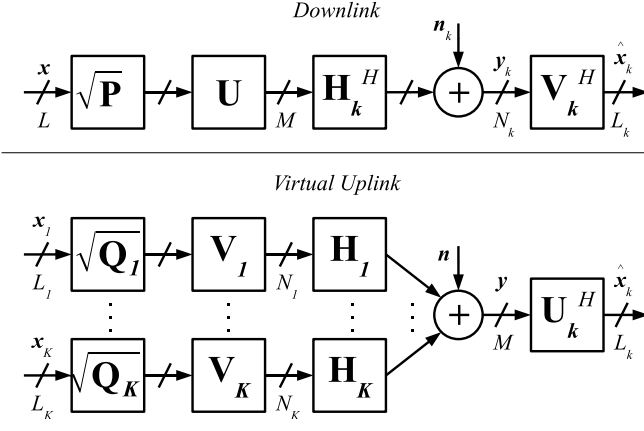 Downlink
x L √P U M H_k^H n_k + y_k N_k V_k^H x̂_k L_k
Virtual Uplink
x_1 L_1 √Q_1 V_1 N_1 H_1
n + y M U_k^H x̂_k L_k
x_K L_K √Q_K V_K N_K H_K